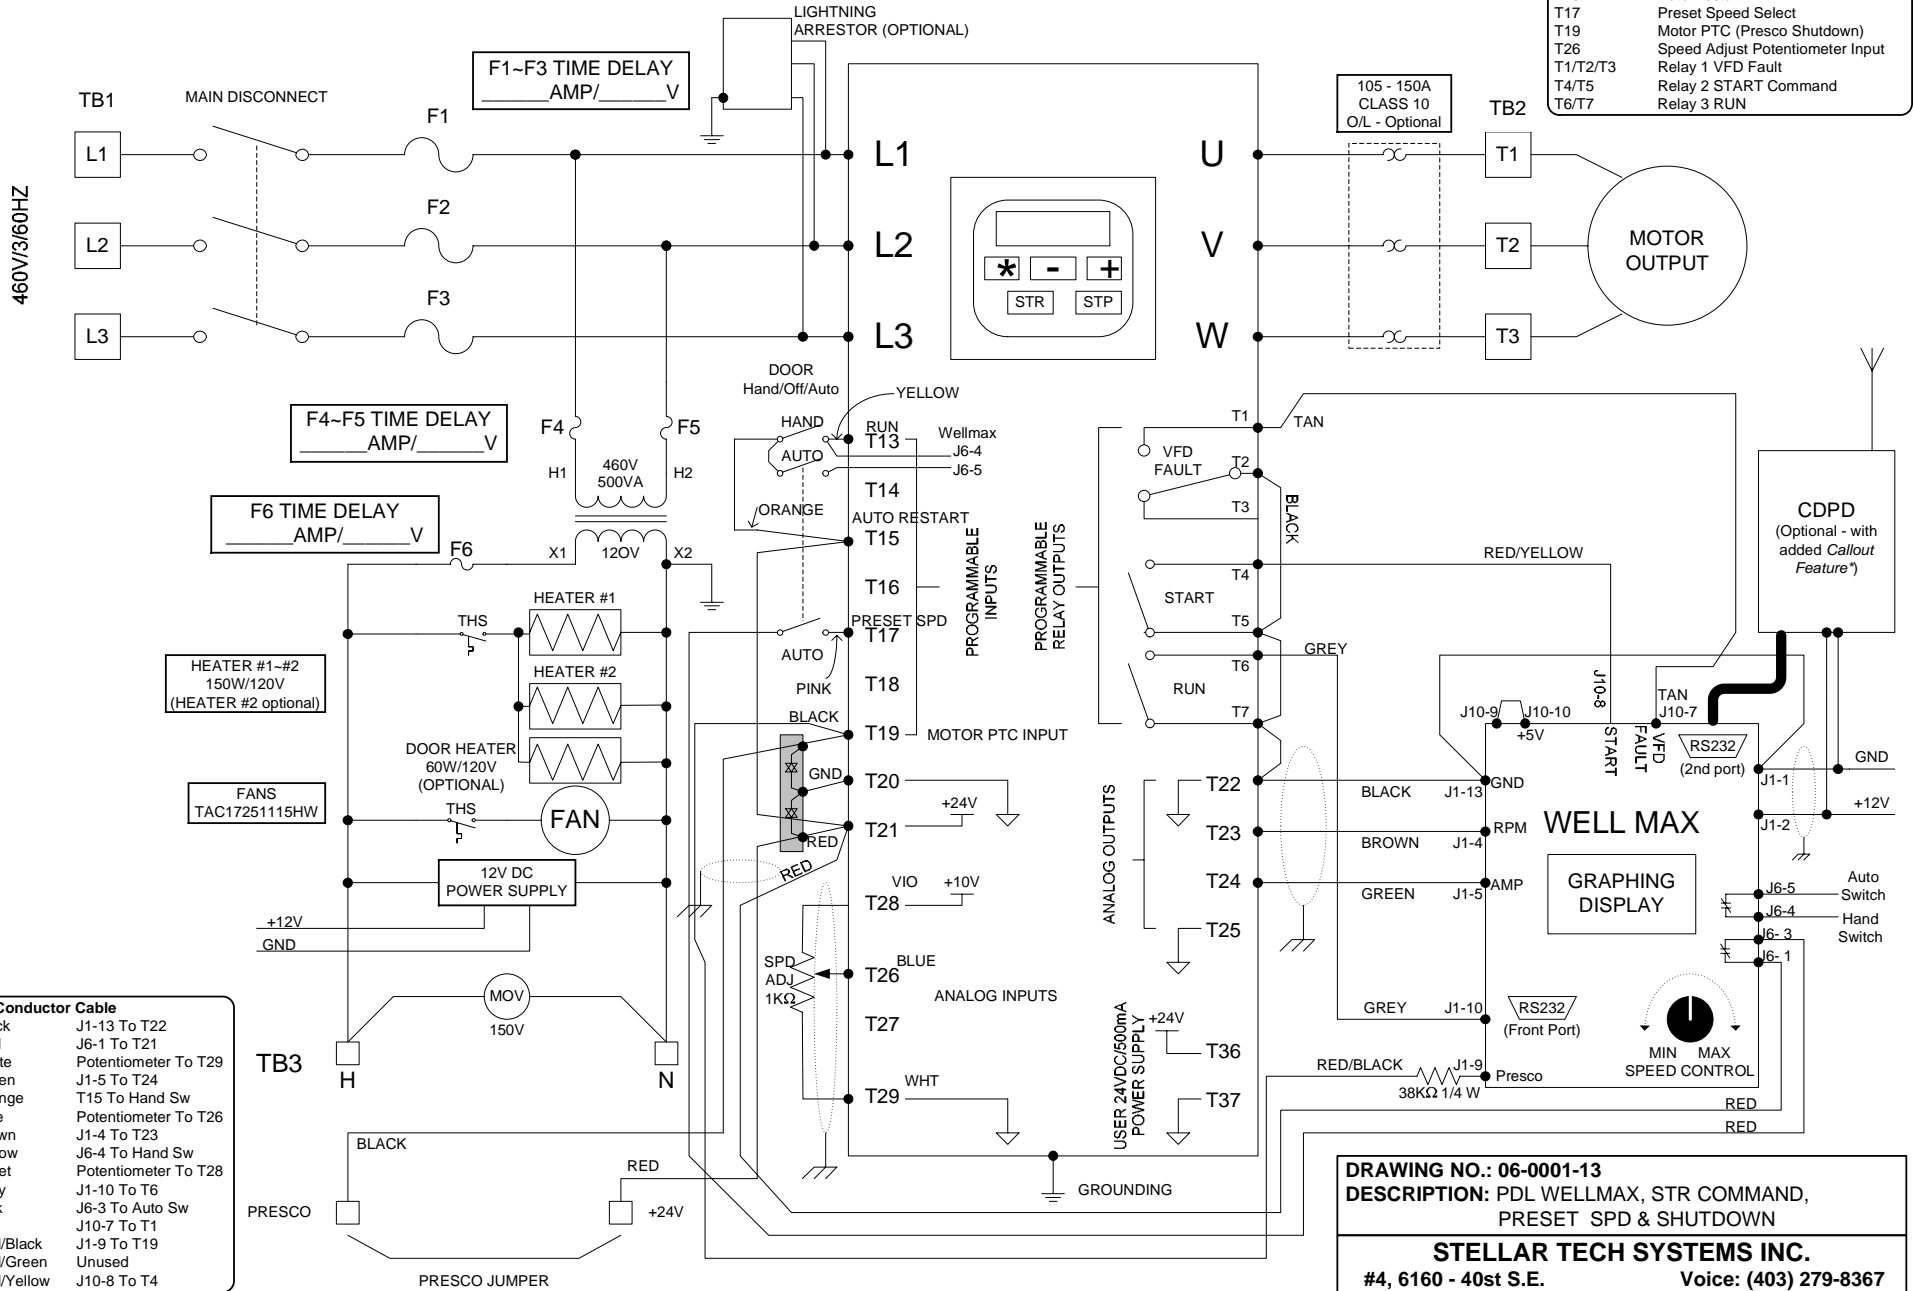 LIGHTNING
ARRESTOR (OPTIONAL)
T17 Preset Speed Select
T19 Motor PTC (Presco Shutdown)
T26 Speed Adjust Potentiometer Input
T1/T2/T3 Relay 1 VFD Fault
T4/T5 Relay 2 START Command
T6/T7 Relay 3 RUN
F1~F3 TIME DELAY
______AMP/______V
105 - 150A
CLASS 10
O/L - Optional
TB1
MAIN DISCONNECT
F1
TB2
L1
L1
U
T1
460V/3/60HZ
F2
L2
L2
V
T2
MOTOR
OUTPUT
* - +
STR STP
F3
L3
L3
W
T3
DOOR
Hand/Off/Auto
YELLOW
F4~F5 TIME DELAY
______AMP/______V
F4
F5
H1
460V
500VA
H2
HAND
AUTO
RUN
T13
Wellmax
J6-4
J6-5
T14
ORANGE
AUTO RESTART
T15
T16
PRESET SPD
T17
AUTO
PINK
T18
BLACK
T19
MOTOR PTC INPUT
GND
T20
+24V
T21
RED
RED
PROGRAMMABLE
INPUTS
PROGRAMMABLE
RELAY OUTPUTS
T1
TAN
VFD
FAULT
T2
T3
BLACK
RED/YELLOW
T4
START
T5
GREY
T6
RUN
T7
CDPD
(Optional - with
added Callout
Feature*)
F6 TIME DELAY
______AMP/______V
F6
X1
12OV
X2
HEATER #1
THS
HEATER #1~#2
150W/120V
(HEATER #2 optional)
HEATER #2
DOOR HEATER
60W/120V
(OPTIONAL)
FANS
TAC17251115HW
THS
FAN
12V DC
POWER SUPPLY
+12V
GND
MOV
150V
TB3
H
N
VIO
+10V
T28
SPD
ADJ
1KΩ
BLUE
T26
ANALOG INPUTS
T27
WHT
T29
ANALOG OUTPUTS
T22
T23
T24
T25
USER 24VDC/500mA
POWER SUPPLY
+24V
T36
T37
J10-9
J10-10
+5V
J10-8
START
TAN
J10-7
VFD
FAULT
RS232
(2nd port)
J1-1
GND
+12V
J1-2
BLACK
J1-13
GND
BROWN
J1-4
RPM
WELL MAX
GREEN
J1-5
AMP
GRAPHING
DISPLAY
J6-5
Auto
Switch
J6-4
Hand
Switch
J6- 3
J6- 1
GREY
J1-10
RS232
(Front Port)
MIN MAX
SPEED CONTROL
RED/BLACK
38KΩ 1/4 W
J1-9
Presco
RED
RED
Conductor Cable
J1-13 To T22
J6-1 To T21
Potentiometer To T29
J1-5 To T24
T15 To Hand Sw
Potentiometer To T26
J1-4 To T23
J6-4 To Hand Sw
Potentiometer To T28
J1-10 To T6
J6-3 To Auto Sw
J10-7 To T1
/Black J1-9 To T19
/Green Unused
/Yellow J10-8 To T4
BLACK
RED
PRESCO
+24V
PRESCO JUMPER
GROUNDING
DRAWING NO.: 06-0001-13
DESCRIPTION: PDL WELLMAX, STR COMMAND,
PRESET SPD & SHUTDOWN
STELLAR TECH SYSTEMS INC.
#4, 6160 - 40st S.E. Voice: (403) 279-8367